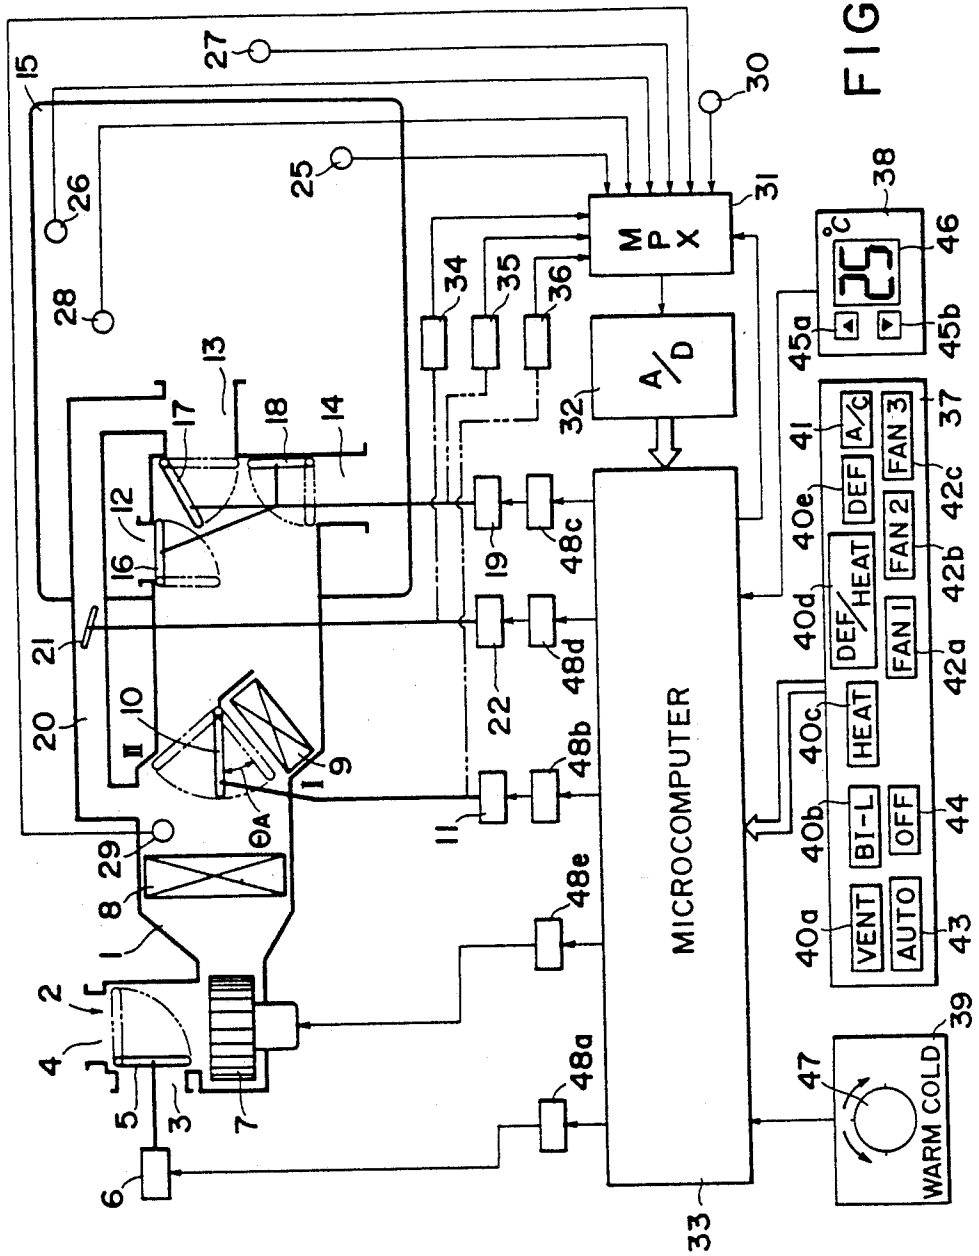 FIG
15
27
26
28
25
30
34
35
36
31
MPX
32
A/D
13
17
18
14
12
16
21
20
II
10
I
9
θA
29
8
1
2
4
5
3
7
6
11
22
19
48c
48d
48b
48e
48a
MICROCOMPUTER
33
38
°C
25
46
45a
▲
▼
45b
41
40e
40d
40c
40b
40a
VENT
BI-L
HEAT
DEF/HEAT
DEF
A/C
AUTO
OFF
FAN 1
FAN 2
FAN 3
37
43
44
42a
42b
42c
47
39
WARM COLD